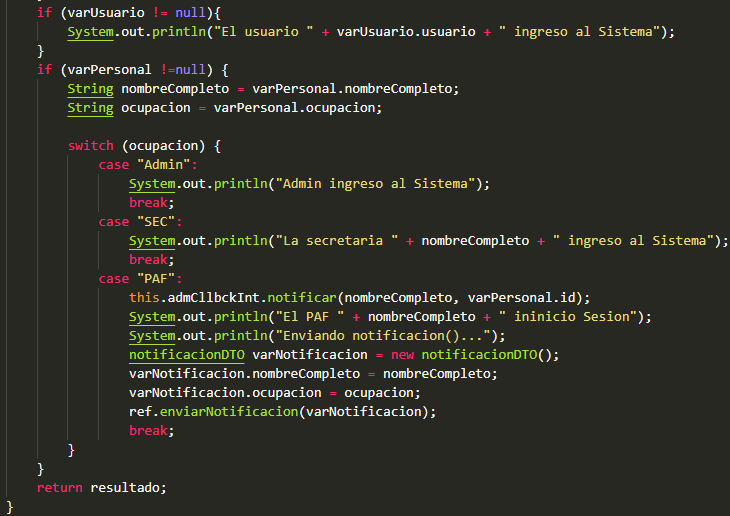 if (varUsuario != null){
System.out.println("El usuario " + varUsuario.usuario + " ingreso al Sistema");
}
if (varPersonal !=null) {
String nombreCompleto = varPersonal.nombreCompleto;
String ocupacion = varPersonal.ocupacion;
switch (ocupacion) {
case "Admin":
System.out.println("Admin ingreso al Sistema");
break;
case "SEC":
System.out.println("La secretaria " + nombreCompleto + " ingreso al Sistema");
break;
case "PAF":
this.admCllbckInt.notificar(nombreCompleto, varPersonal.id);
System.out.println("El PAF " + nombreCompleto + " ininicio Sesion");
System.out.println("Enviando notificacion()...");
notificacionDTO varNotificacion = new notificacionDTO();
varNotificacion.nombreCompleto = nombreCompleto;
varNotificacion.ocupacion = ocupacion;
ref.enviarNotificacion(varNotificacion);
break;
}
}
return resultado;
}